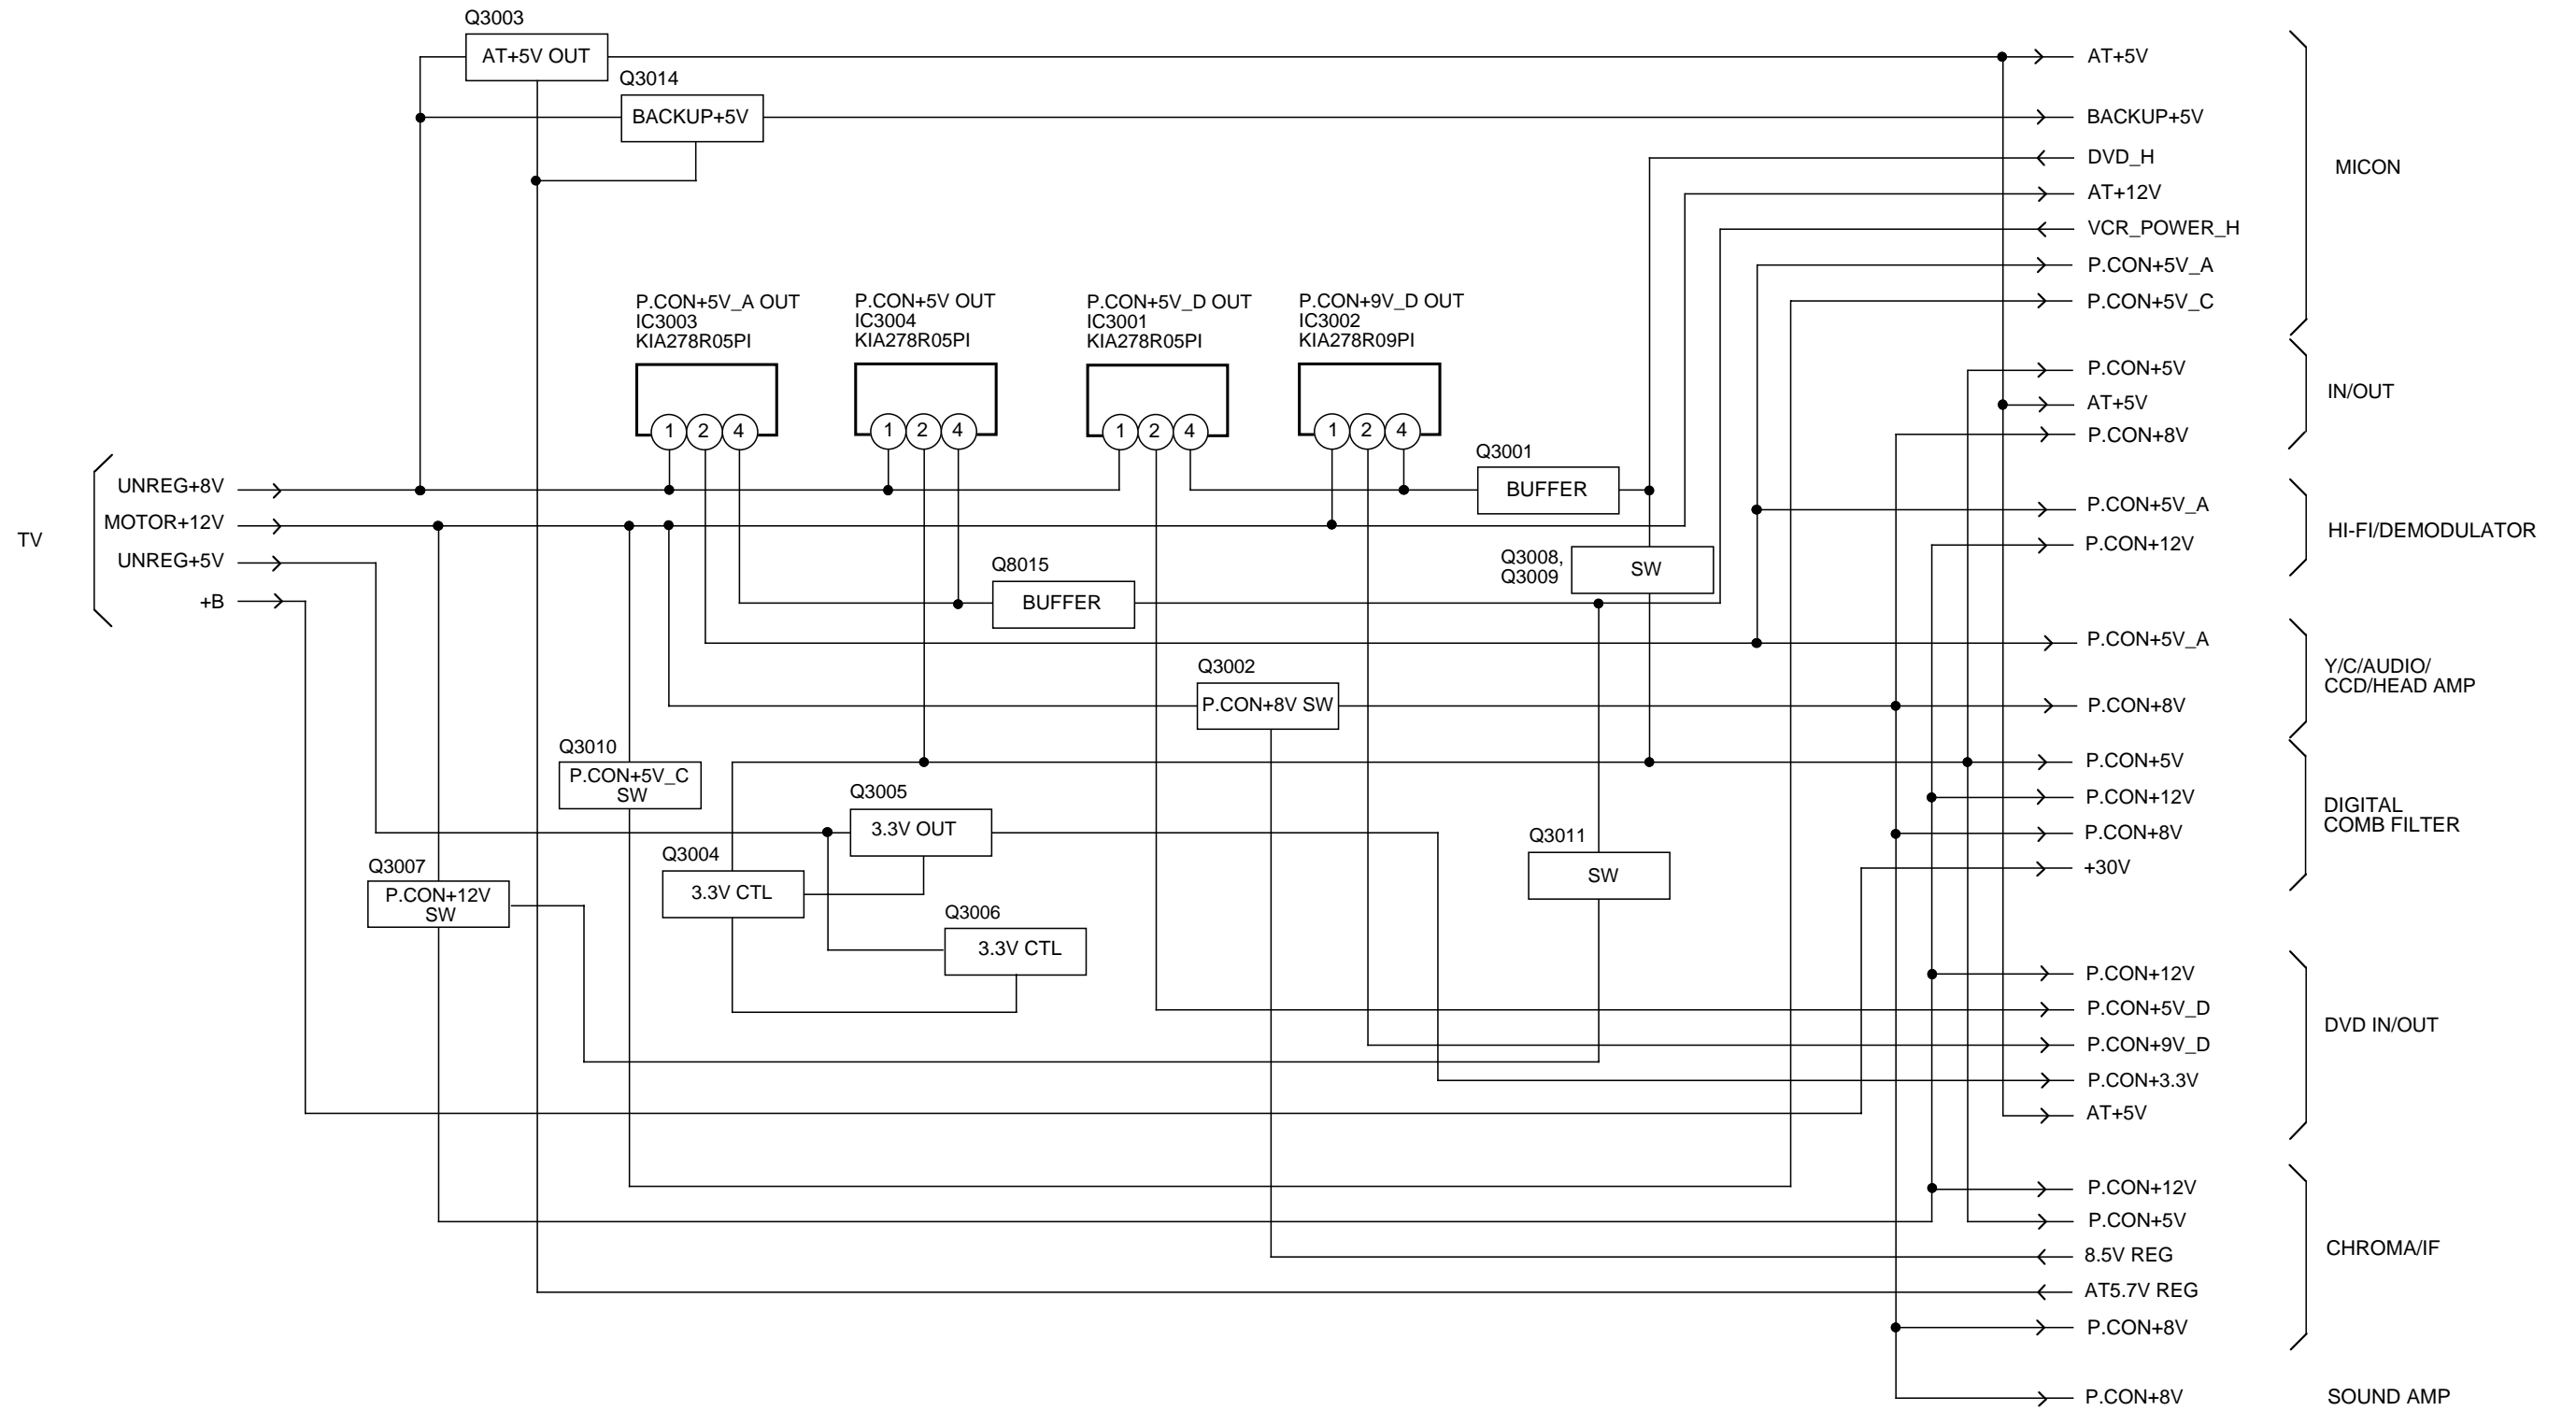 Q3003
AT+5V OUT
Q3014
BACKUP+5V
P.CON+5V_A OUT
IC3003
KIA278R05PI
1 2 4
P.CON+5V OUT
IC3004
KIA278R05PI
1 2 4
P.CON+5V_D OUT
IC3001
KIA278R05PI
1 2 4
P.CON+9V_D OUT
IC3002
KIA278R09PI
1 2 4
Q3001
BUFFER
TV
UNREG+8V
MOTOR+12V
UNREG+5V
+B
Q8015
BUFFER
Q3008,
Q3009
SW
Q3002
P.CON+8V SW
Q3010
P.CON+5V_C
SW
Q3005
3.3V OUT
Q3004
3.3V CTL
Q3007
P.CON+12V
SW
Q3006
3.3V CTL
Q3011
SW
AT+5V
BACKUP+5V
DVD_H
AT+12V
VCR_POWER_H
P.CON+5V_A
P.CON+5V_C
MICON
P.CON+5V
AT+5V
P.CON+8V
IN/OUT
P.CON+5V_A
P.CON+12V
HI-FI/DEMODULATOR
P.CON+5V_A
P.CON+8V
Y/C/AUDIO/
CCD/HEAD AMP
P.CON+5V
P.CON+12V
P.CON+8V
+30V
DIGITAL
COMB FILTER
P.CON+12V
P.CON+5V_D
P.CON+9V_D
P.CON+3.3V
AT+5V
DVD IN/OUT
P.CON+12V
P.CON+5V
8.5V REG
AT5.7V REG
P.CON+8V
CHROMA/IF
P.CON+8V
SOUND AMP